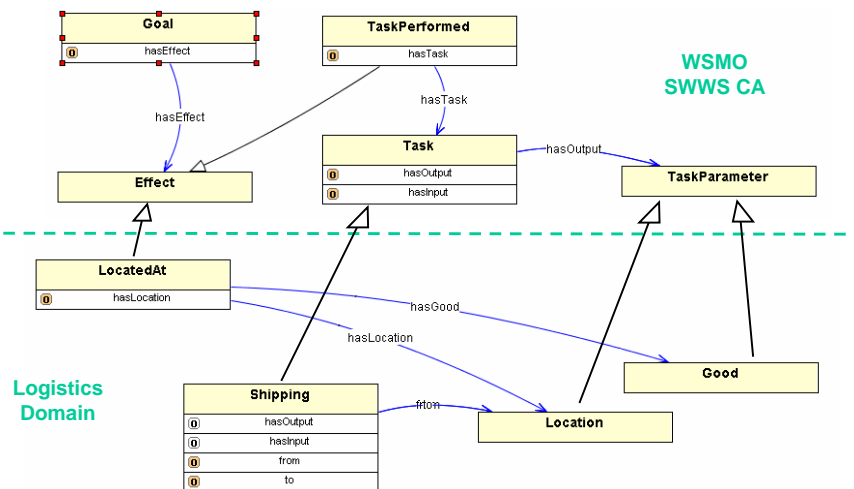 Goal
hasEffect
TaskPerformed
hasTask
WSMO
SWWS CA
hasTask
hasEffect
Task
hasOutput
hasInput
hasOutput
TaskParameter
Effect
LocatedAt
hasLocation
hasGood
hasLocation
Good
Logistics
Domain
Shipping
hasOutput
hasInput
from
to
Location